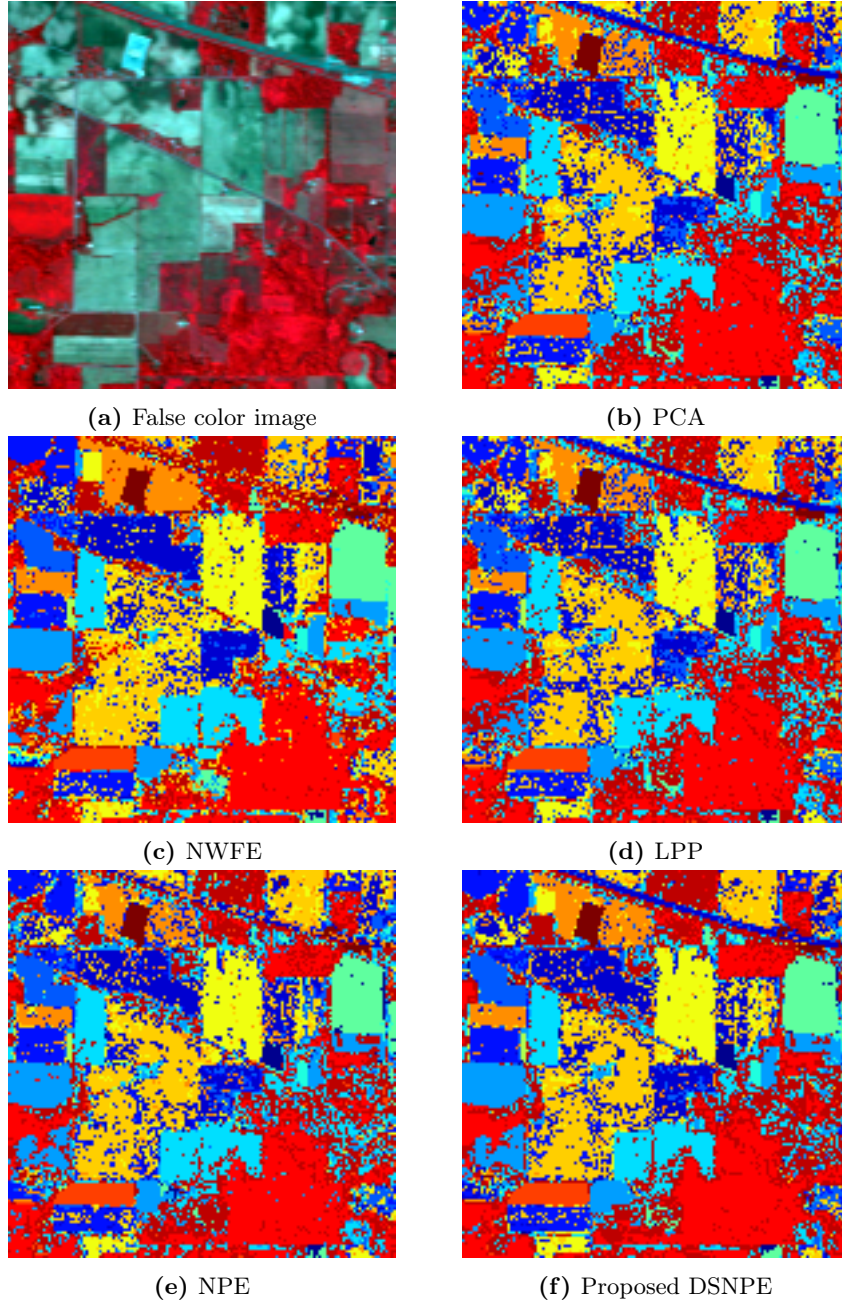 (a) False color image
(b) PCA
(c) NWFE
(d) LPP
(e) NPE
(f) Proposed DSNPE